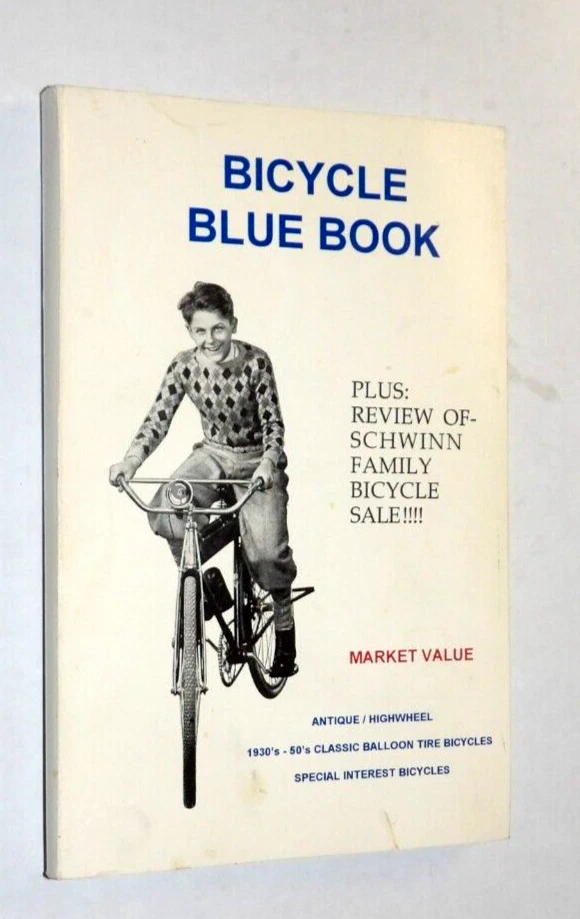 BICYCLE
BLUE BOOK
PLUS:
REVIEW OF-
SCHWINN
FAMILY
BICYCLE
SALE!!!!
MARKET VALUE
ANTIQUE / HIGHWHEEL
1930's - 50's CLASSIC BALLOON TIRE BICYCLES
SPECIAL INTEREST BICYCLES